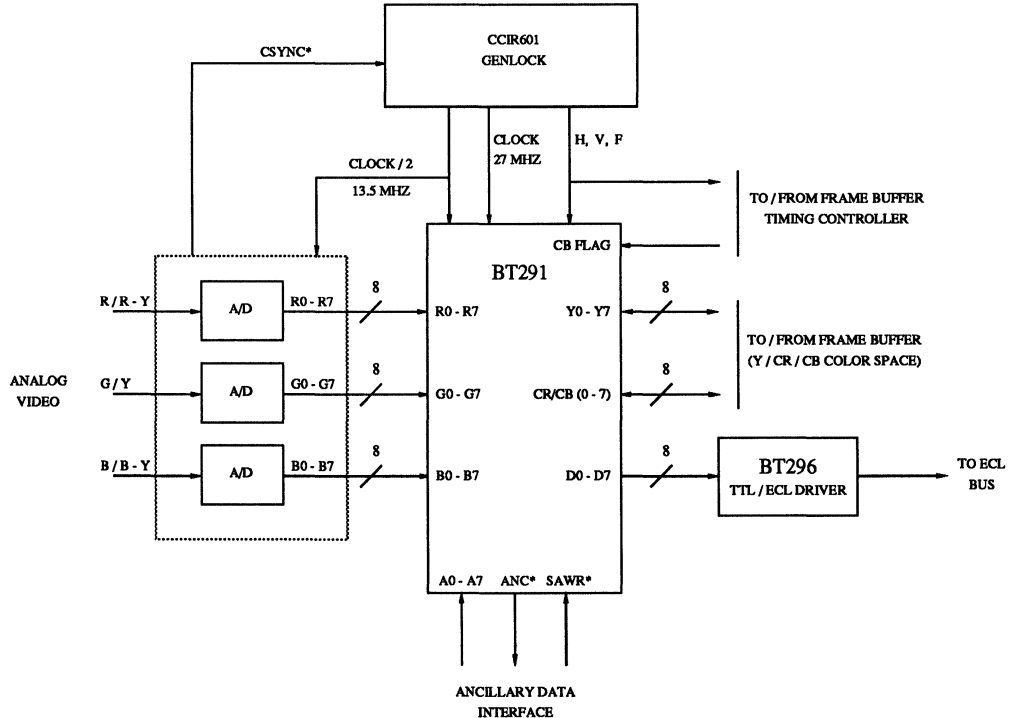 CCIR601
GENLOCK
CSYNC*
CLOCK
27 MHZ
H, V, F
CLOCK / 2
13.5 MHZ
TO / FROM FRAME BUFFER
TIMING CONTROLLER
CB FLAG
BT291
R / R - Y
A/D
R0 - R7
8
R0 - R7
Y0 - Y7
8
TO / FROM FRAME BUFFER
(Y / CR / CB COLOR SPACE)
ANALOG
VIDEO
G / Y
A/D
G0 - G7
8
G0 - G7
CR/CB (0 - 7)
8
B / B - Y
A/D
B0 - B7
8
B0 - B7
D0 - D7
8
BT296
TTL / ECL DRIVER
TO ECL
BUS
A0 - A7
ANC*
SAWR*
ANCILLARY DATA
INTERFACE